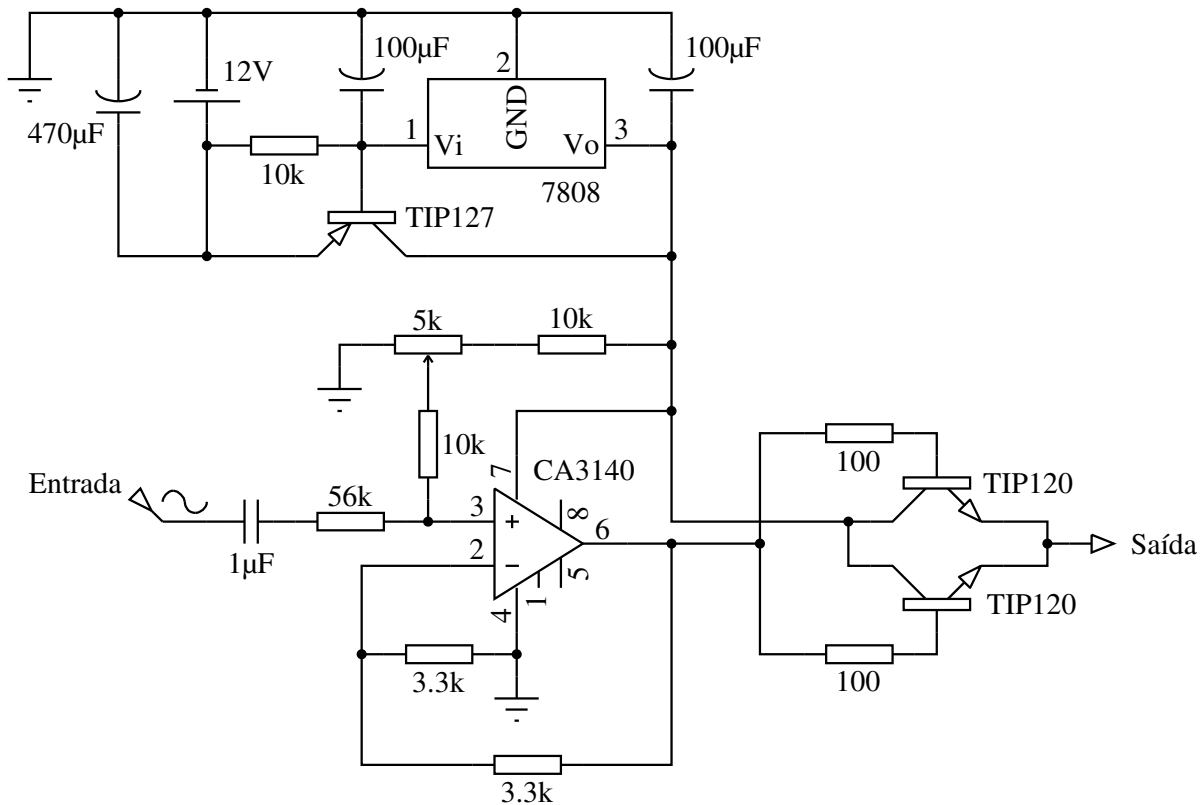 100µF
100µF
12V
2
GND
470µF
1
Vi
Vo
3
10k
7808
TIP127
5k
10k
10k
7
CA3140
100
Entrada
56k
TIP120
3
+
8
6
1µF
2
−
5
Saída
4
1
TIP120
3.3k
100
3.3k